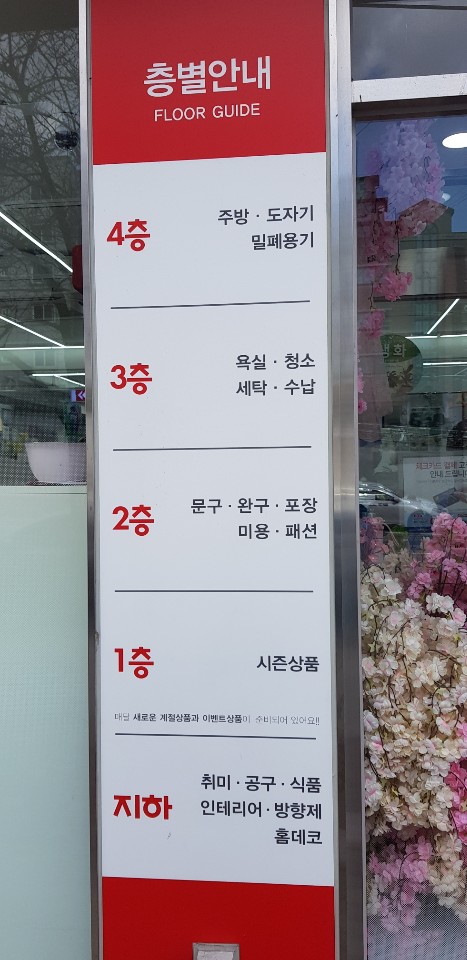 층별안내
FLOOR GUIDE
4층
주방 · 도자기
밀폐용기
3층
욕실 · 청소
세탁 · 수납
2층
문구 · 완구 · 포장
미용 · 패션
1층
시즌상품
매달 새로운 계절상품과 이벤트상품이 준비되어 있어요!!
지하
취미 · 공구 · 식품
인테리어 · 방향제
홈데코